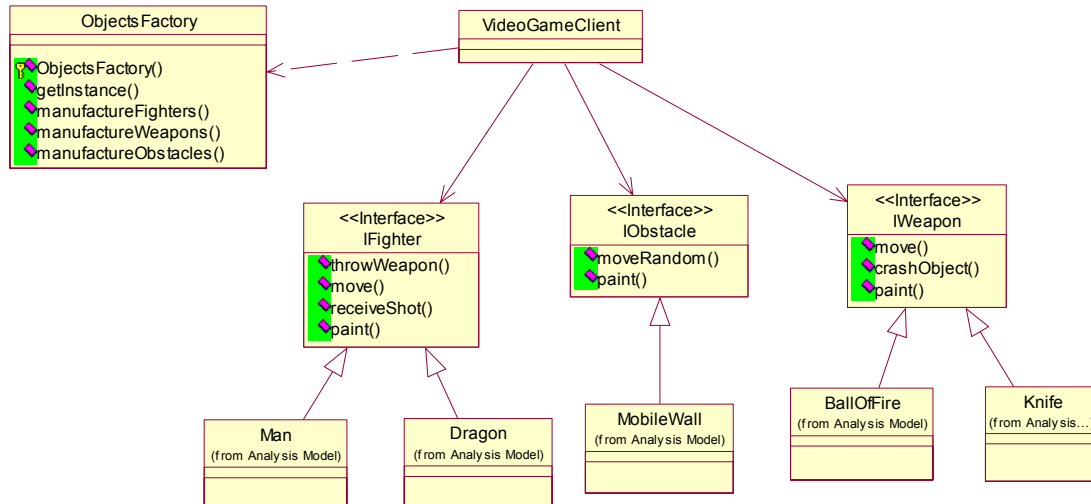 ObjectsFactory
ObjectsFactory()
getInstance()
manufactureFighters()
manufactureWeapons()
manufactureObstacles()
VideoGameClient
<<Interface>>
IFighter
throwWeapon()
move()
receiveShot()
paint()
<<Interface>>
IObstacle
moveRandom()
paint()
<<Interface>>
IWeapon
move()
crashObject()
paint()
Man
(from Analysis Model)
Dragon
(from Analysis Model)
MobileWall
(from Analysis Model)
BallOfFire
(from Analysis Model)
Knife
(from Analysis...)